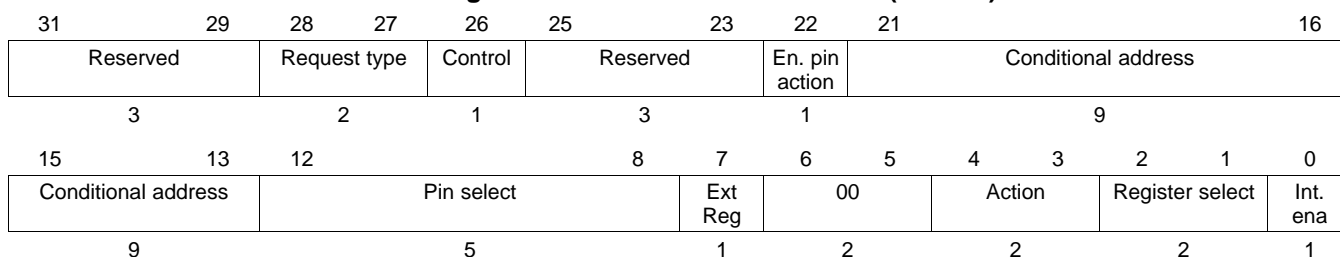 31 29 28 27 26 25 23 22 21 16
Reserved Request type Control Reserved En. pin action Conditional address
3 2 1 3 1 9
15 13 12 8 7 6 5 4 3 2 1 0
Conditional address Pin select Ext Reg 00 Action Register select Int. ena
9 5 1 2 2 2 1